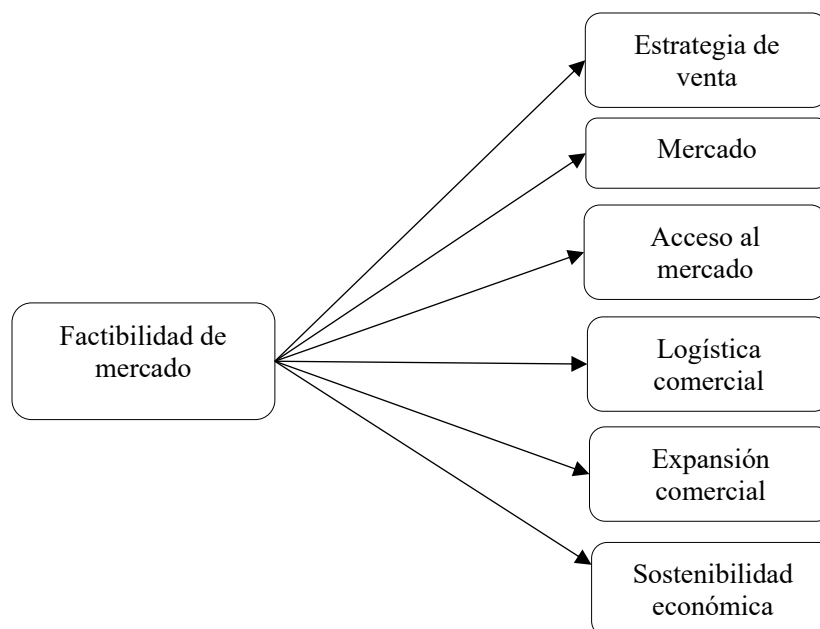 Estrategia de
venta
Mercado
Acceso al
mercado
Factibilidad de
mercado
Logística
comercial
Expansión
comercial
Sostenibilidad
económica